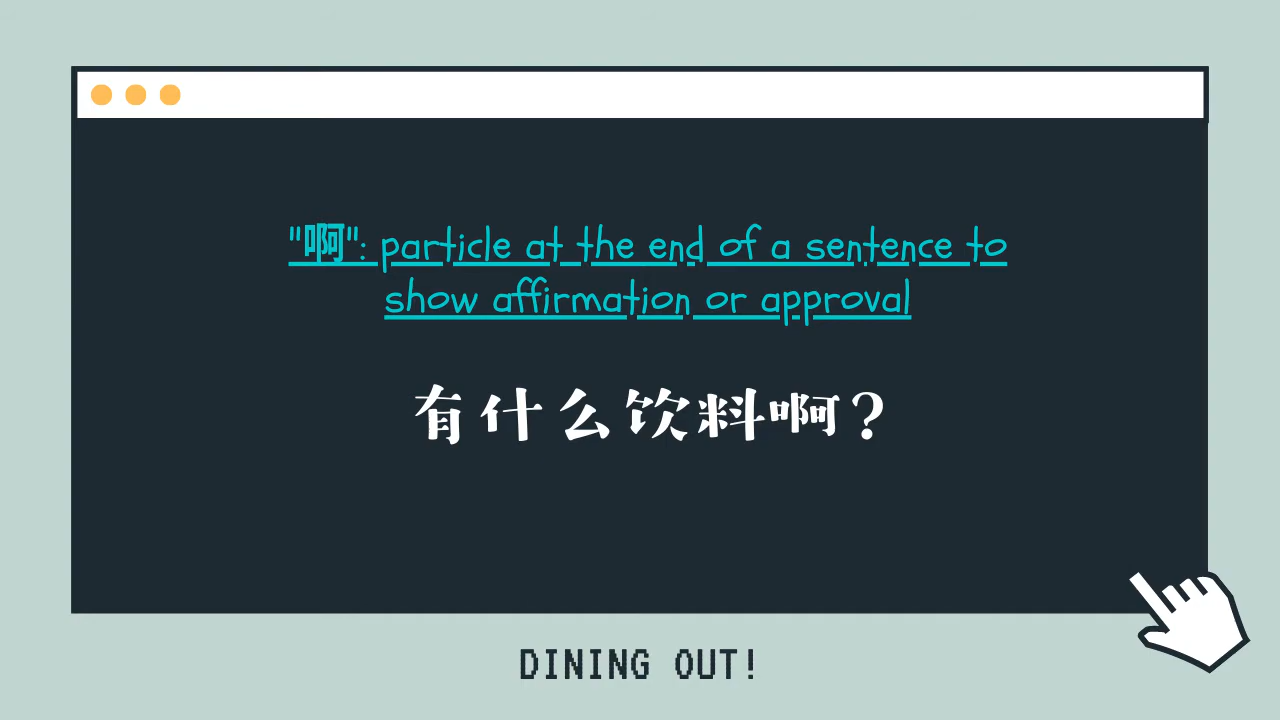 "啊": particle at the end of a sentence to
show affirmation or approval
有什么饮料啊?
DINING OUT!